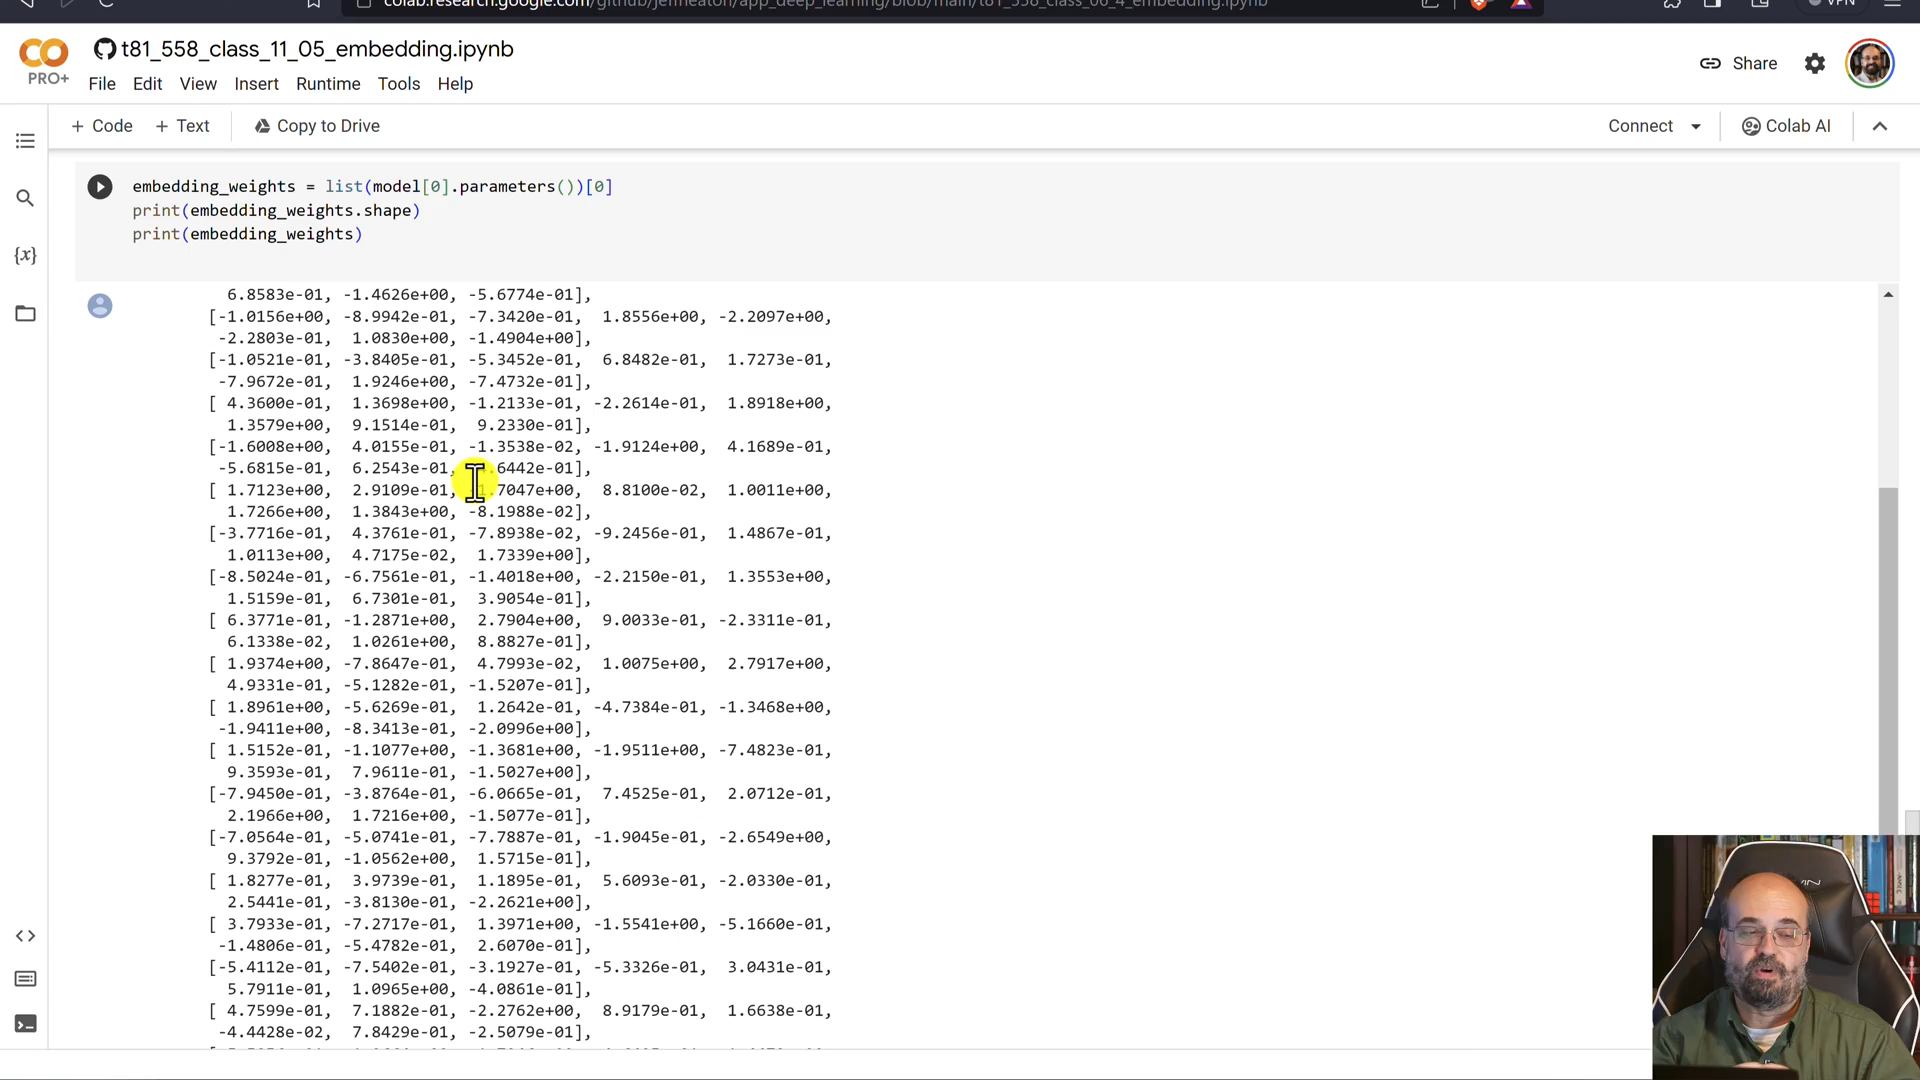 colab.research.google.com/github/jeffheaton/app_deep_learning/blob/main/t81_558_class_06_4_embedding.ipynb
VPN
t81_558_class_11_05_embedding.ipynb
PRO+
File Edit View Insert Runtime Tools Help
Share
+ Code + Text Copy to Drive
Connect
Colab AI
embedding_weights = list(model[0].parameters())[0]
print(embedding_weights.shape)
print(embedding_weights)
{x}
6.8583e-01, -1.4626e+00, -5.6774e-01],
[-1.0156e+00, -8.9942e-01, -7.3420e-01, 1.8556e+00, -2.2097e+00,
-2.2803e-01, 1.0830e+00, -1.4904e+00],
[-1.0521e-01, -3.8405e-01, -5.3452e-01, 6.8482e-01, 1.7273e-01,
-7.9672e-01, 1.9246e+00, -7.4732e-01],
[ 4.3600e-01, 1.3698e+00, -1.2133e-01, -2.2614e-01, 1.8918e+00,
1.3579e+00, 9.1514e-01, 9.2330e-01],
[-1.6008e+00, 4.0155e-01, -1.3538e-02, -1.9124e+00, 4.1689e-01,
-5.6815e-01, 6.2543e-01, .6442e-01],
[ 1.7123e+00, 2.9109e-01, 1.7047e+00, 8.8100e-02, 1.0011e+00,
1.7266e+00, 1.3843e+00, -8.1988e-02],
[-3.7716e-01, 4.3761e-01, -7.8938e-02, -9.2456e-01, 1.4867e-01,
1.0113e+00, 4.7175e-02, 1.7339e+00],
[-8.5024e-01, -6.7561e-01, -1.4018e+00, -2.2150e-01, 1.3553e+00,
1.5159e-01, 6.7301e-01, 3.9054e-01],
[ 6.3771e-01, -1.2871e+00, 2.7904e-01, 9.0033e-01, -2.3311e-01,
6.1338e-02, 1.0261e+00, 8.8827e-01],
[ 1.9374e+00, -7.8647e-01, 4.7993e-02, 1.0075e+00, 2.7917e+00,
4.9331e-01, -5.1282e-01, -1.5207e-01],
[ 1.8961e+00, -5.6269e-01, 1.2642e-01, -4.7384e-01, -1.3468e+00,
-1.9411e+00, -8.3413e-01, -2.0996e+00],
[ 1.5152e-01, -1.1077e+00, -1.3681e+00, -1.9511e+00, -7.4823e-01,
9.3593e-01, 7.9611e-01, -1.5027e+00],
[-7.9450e-01, -3.8764e-01, -6.0665e-01, 7.4525e-01, 2.0712e-01,
2.1966e+00, 1.7216e+00, -1.5077e-01],
[-7.0564e-01, -5.0741e-01, -7.7887e-01, -1.9045e-01, -2.6549e+00,
9.3792e-01, -1.0562e+00, 1.5715e-01],
[ 1.8277e-01, 3.9739e-01, 1.1895e-01, 5.6093e-01, -2.0330e-01,
2.5441e-01, -3.8130e-01, -2.2621e+00],
[ 3.7933e-01, -7.2717e-01, 1.3971e+00, -1.5541e+00, -5.1660e-01,
-1.4806e-01, -5.4782e-01, 2.6070e-01],
[-5.4112e-01, -7.5402e-01, -3.1927e-01, -5.3326e-01, 3.0431e-01,
5.7911e-01, 1.0965e+00, -4.0861e-01],
[ 4.7599e-01, 7.1882e-01, -2.2762e+00, 8.9179e-01, 1.6638e-01,
-4.4428e-02, 7.8429e-01, -2.5079e-01],